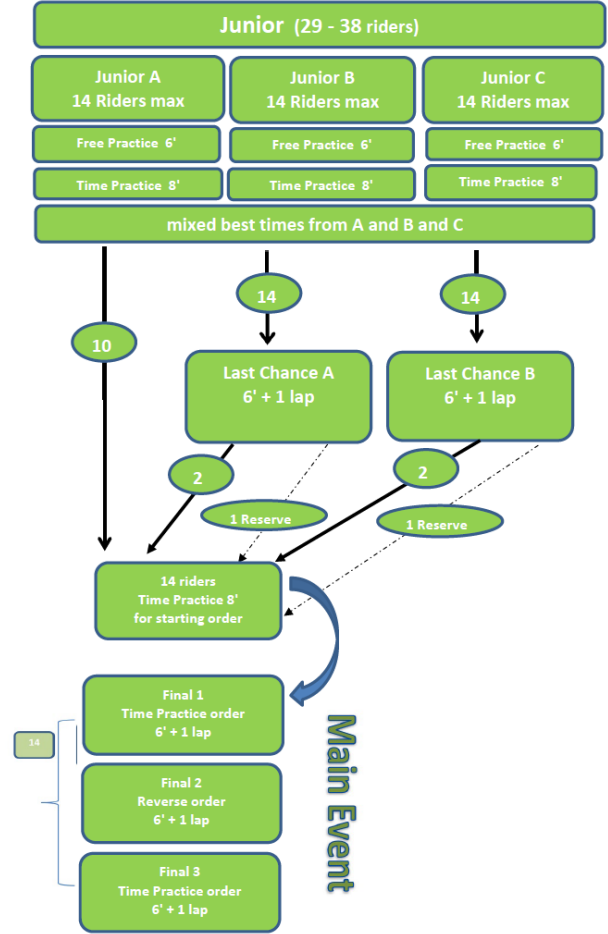 Junior (29 - 38 riders)
Junior A
14 Riders max
Junior B
14 Riders max
Junior C
14 Riders max
Free Practice 6'
Free Practice 6'
Free Practice 6'
Time Practice 8'
Time Practice 8'
Time Practice 8'
mixed best times from A and B and C
10
14
14
Last Chance A
6' + 1 lap
Last Chance B
6' + 1 lap
2
2
1 Reserve
1 Reserve
14 riders
Time Practice 8'
for starting order
Final 1
Time Practice order
6' + 1 lap
14
Final 2
Reverse order
6' + 1 lap
Final 3
Time Practice order
6' + 1 lap
Main Event